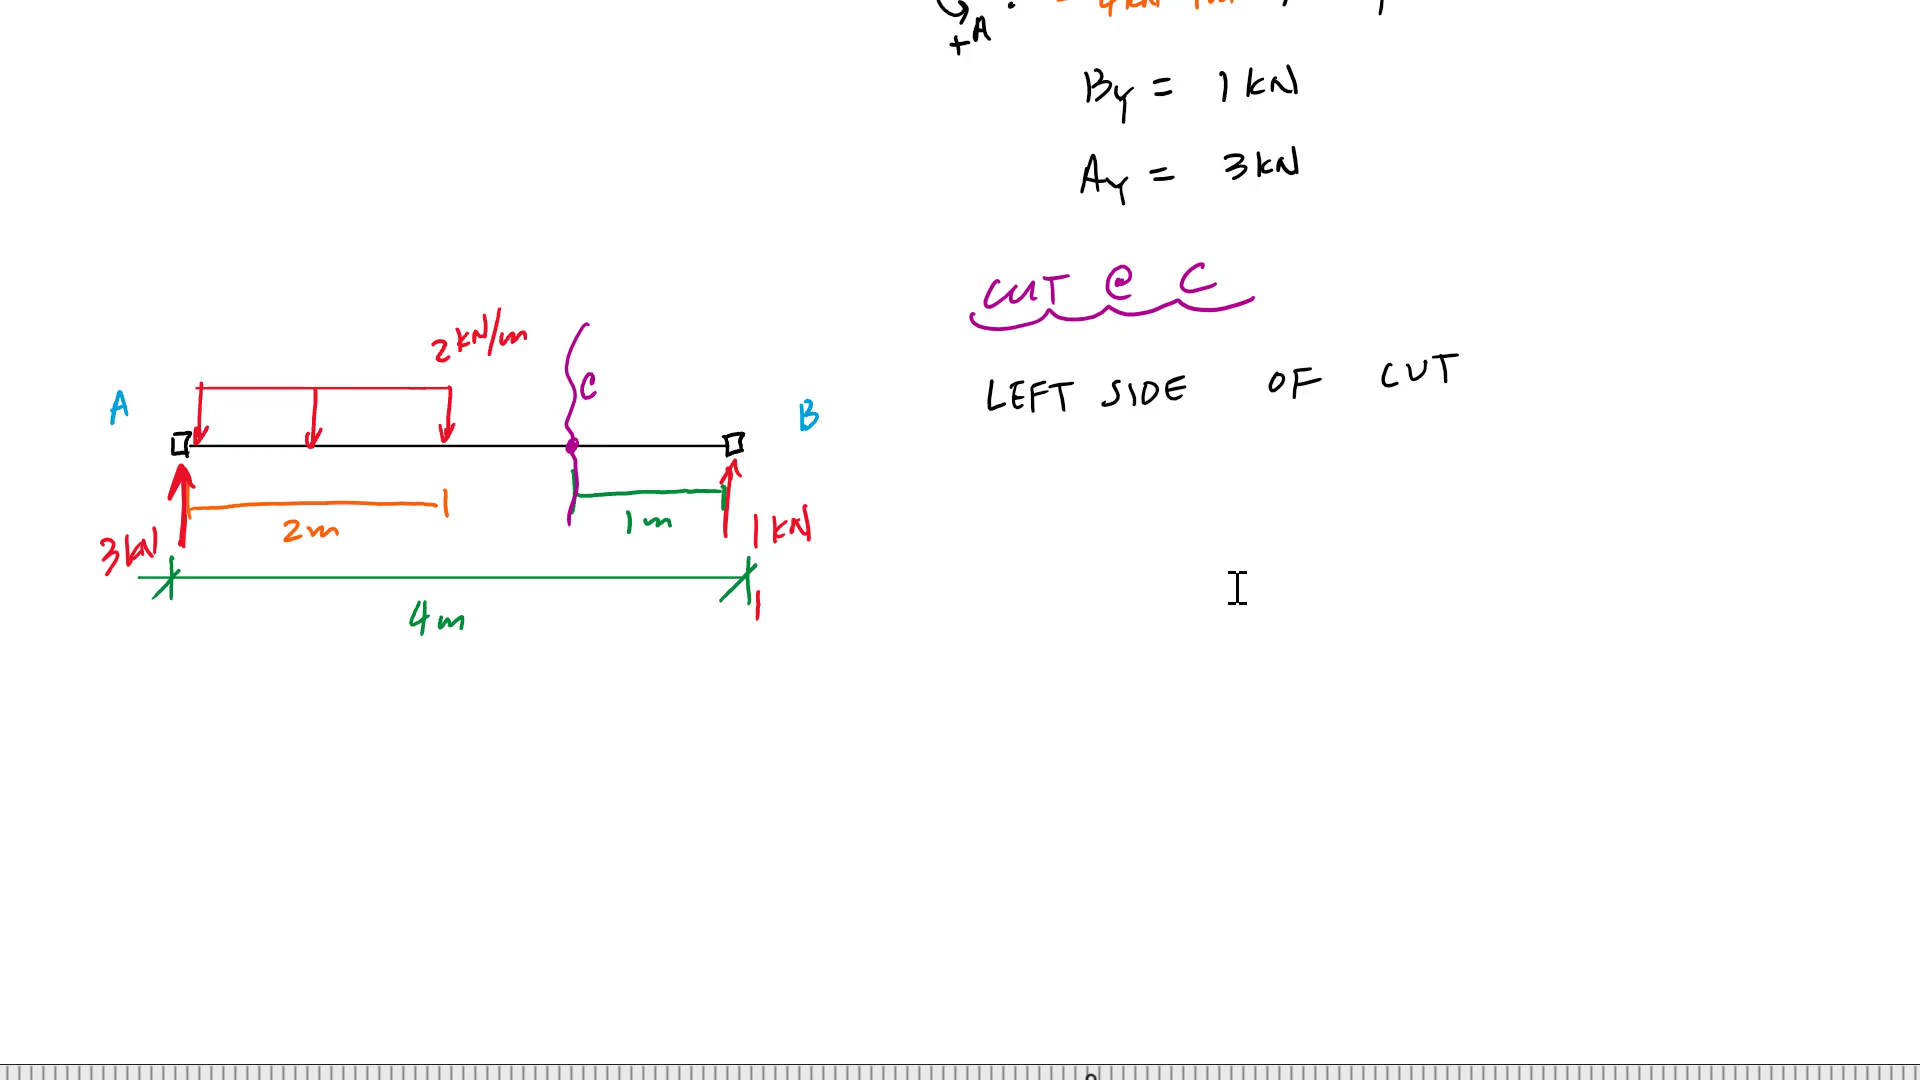 +A
By = 1 kN
Ay = 3 kN
CUT @ C
LEFT SIDE OF CUT
2 kN/m
C
A
B
2m
1m
1 kN
3kN
4m